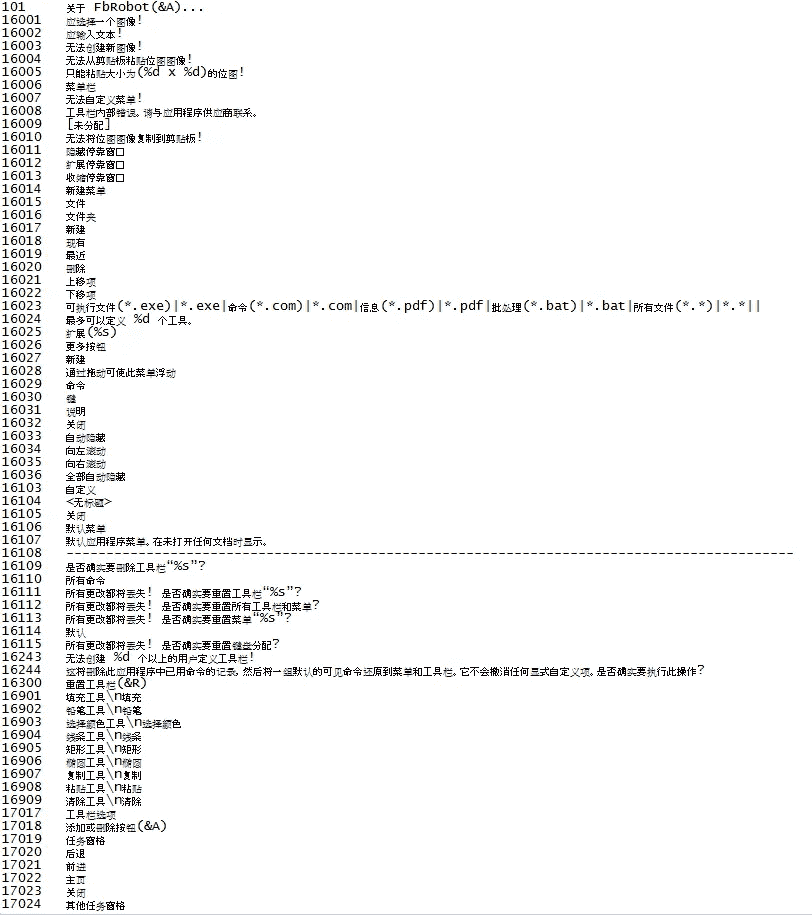 101 关于 FbRobot(&A)...
16001 应选择一个图像!
16002 应输入文本!
16003 无法创建新图像!
16004 无法从剪贴板粘贴位图图像!
16005 只能粘贴大小为(%d x %d)的位图!
16006 菜单栏
16007 无法自定义菜单!
16008 工具栏内部错误。请与应用程序供应商联系。
16009 [未分配]
16010 无法将位图图像复制到剪贴板!
16011 隐藏停靠窗口
16012 扩展停靠窗口
16013 收缩停靠窗口
16014 新建菜单
16015 文件
16016 文件夹
16017 新建
16018 现有
16019 最近
16020 删除
16021 上移项
16022 下移项
16023 可执行文件(*.exe)|*.exe|命令(*.com)|*.com|信息(*.pdf)|*.pdf|批处理(*.bat)|*.bat|所有文件(*.*)|*.*||
16024 最多可以定义 %d 个工具。
16025 扩展(%s)
16026 更多按钮
16027 新建
16028 通过拖动可使此菜单浮动
16029 命令
16030 键
16031 说明
16032 关闭
16033 自动隐藏
16034 向左滚动
16035 向右滚动
16036 全部自动隐藏
16103 自定义
16104 <无标题>
16105 关闭
16106 默认菜单
16107 默认应用程序菜单。在未打开任何文档时显示。
16108 --------------------------------------------------------------------------------------------
16109 是否确实要删除工具栏“%s”?
16110 所有命令
16111 所有更改都将丢失! 是否确实要重置工具栏“%s”?
16112 所有更改都将丢失! 是否确实要重置所有工具栏和菜单?
16113 所有更改都将丢失! 是否确实要重置菜单“%s”?
16114 默认
16115 所有更改都将丢失! 是否确实要重置键盘分配?
16243 无法创建 %d 个以上的用户定义工具栏!
16244 这将删除此应用程序中已用命令的记录,然后将一组默认的可见命令还原到菜单和工具栏。它不会撤消任何显式自定义项。是否确实要执行此操作?
16300 重置工具栏(&R)
16901 填充工具\n填充
16902 铅笔工具\n铅笔
16903 选择颜色工具\n选择颜色
16904 线条工具\n线条
16905 矩形工具\n矩形
16906 椭圆工具\n椭圆
16907 复制工具\n复制
16908 粘贴工具\n粘贴
16909 清除工具\n清除
17017 工具栏选项
17018 添加或删除按钮(&A)
17019 任务窗格
17020 后退
17021 前进
17022 主页
17023 关闭
17024 其他任务窗格